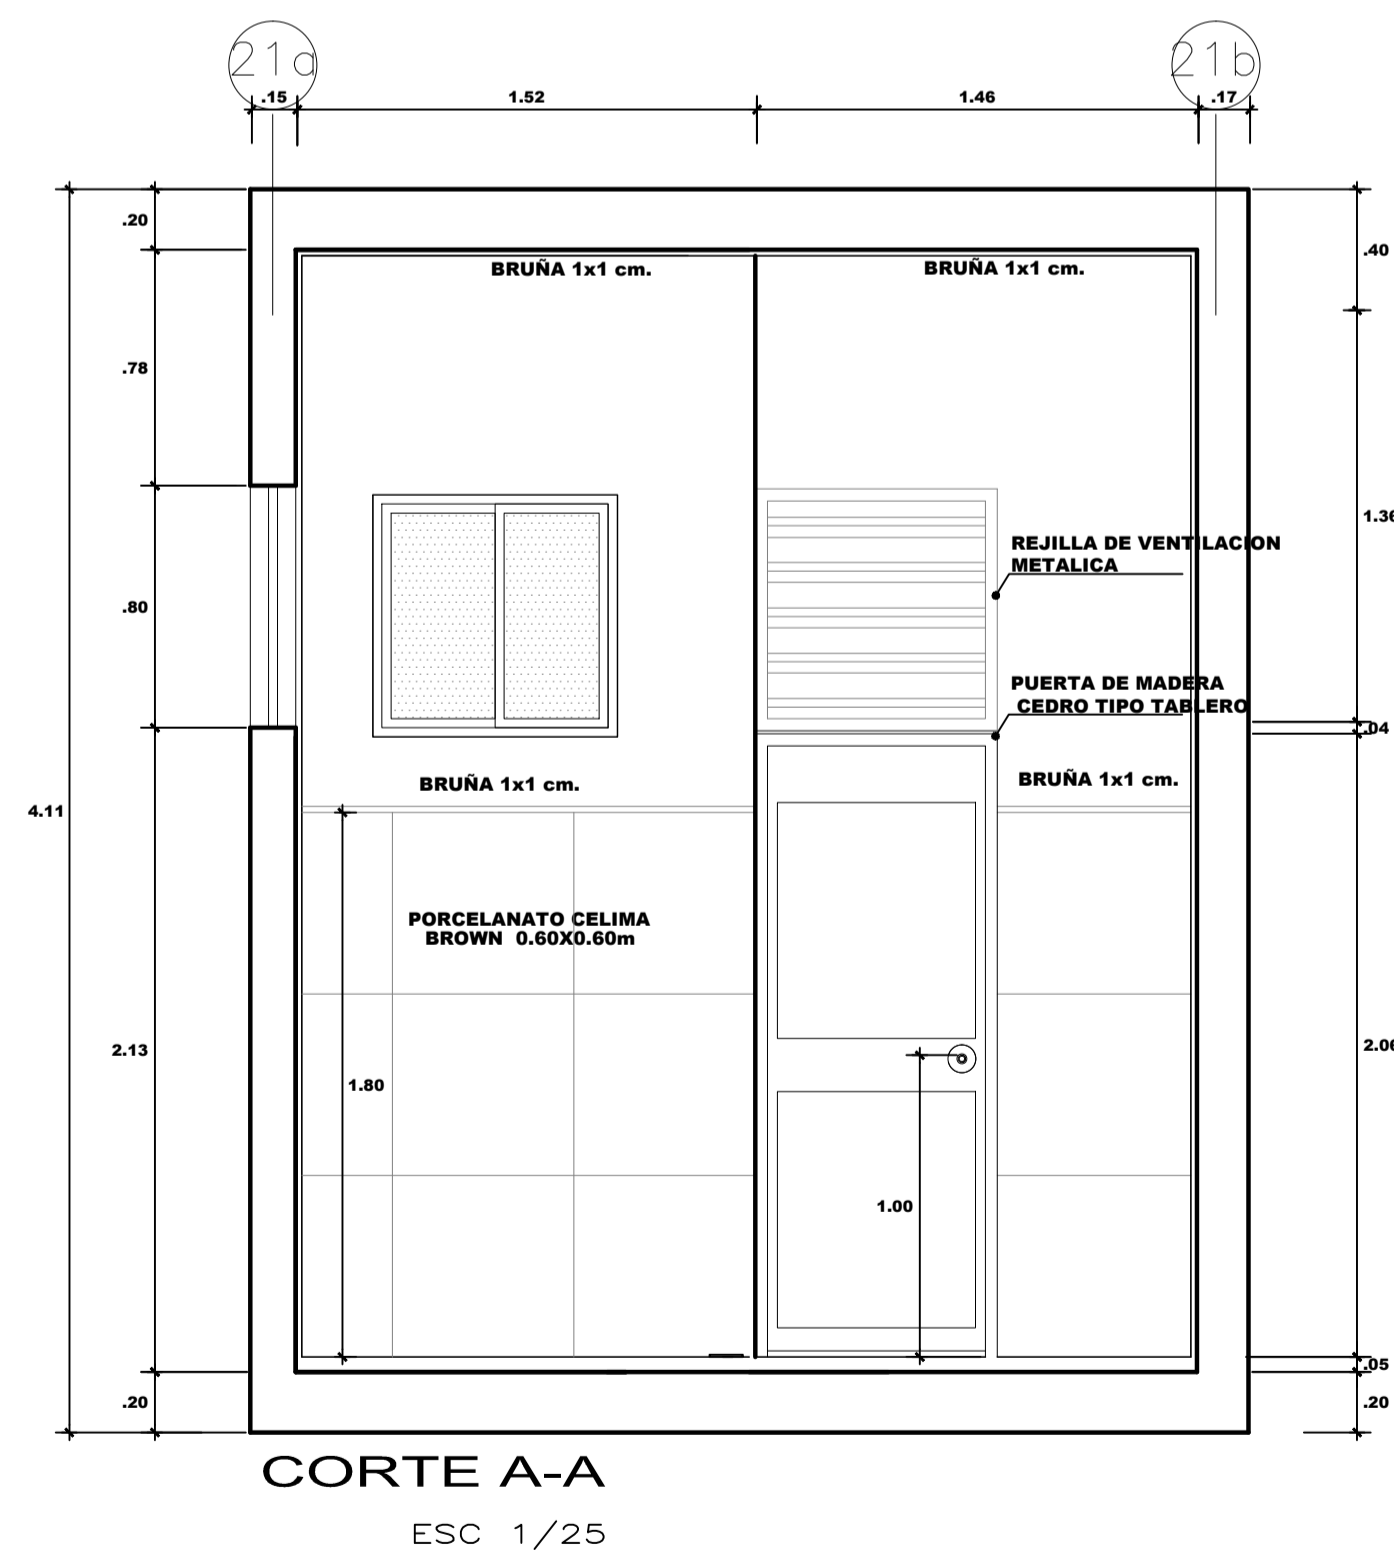 21a
21b
.15
1.52
1.46
.17
.20
.40
BRUÑA 1x1 cm.
BRUÑA 1x1 cm.
.78
1.36
REJILLA DE VENTILACION
METALICA
.80
PUERTA DE MADERA
CEDRO TIPO TABLERO
.04
BRUÑA 1x1 cm.
BRUÑA 1x1 cm.
4.11
PORCELANATO CELIMA
BROWN 0.60X0.60m
2.13
2.06
1.80
1.00
.05
.20
.20
CORTE A-A
ESC 1/25